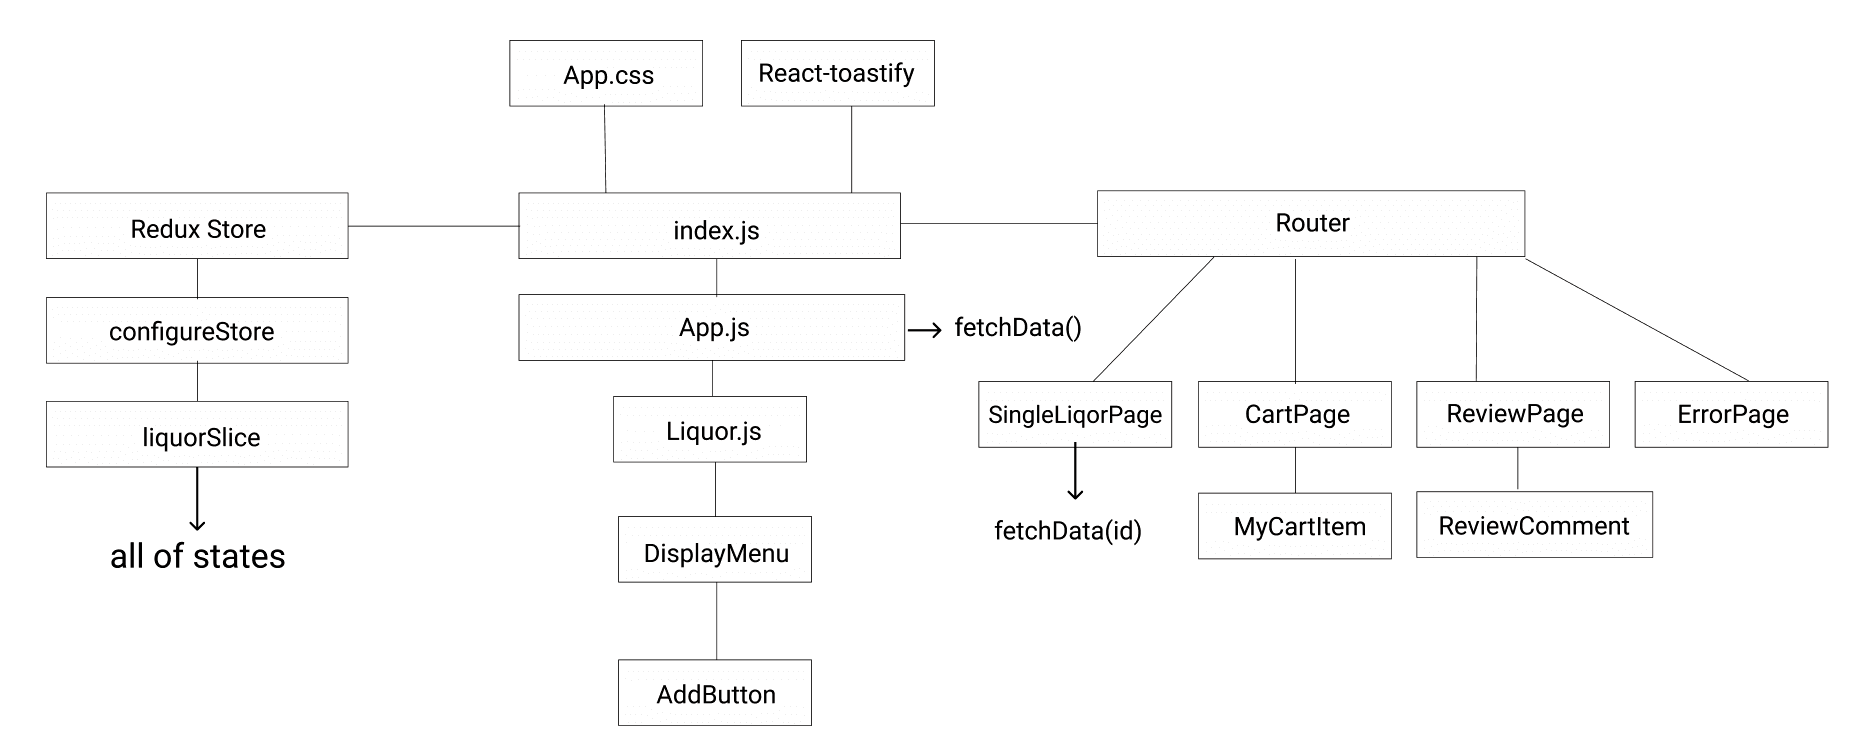 App.css
React-toastify
Redux Store
index.js
Router
configureStore
App.js
fetchData()
liquorSlice
Liquor.js
SingleLiqorPage
CartPage
ReviewPage
ErrorPage
all of states
DisplayMenu
fetchData(id)
MyCartItem
ReviewComment
AddButton